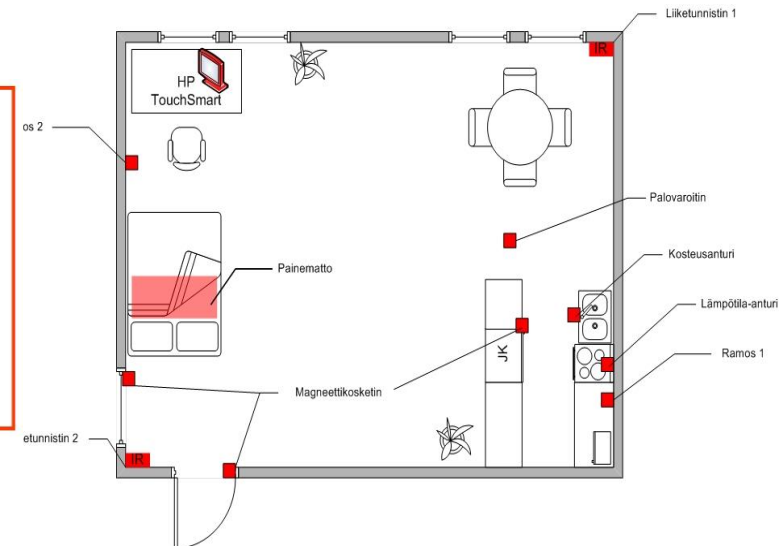 Liiketunnistin 1
IR
HP
TouchSmart
os 2
Palovaroitin
Kosteusanturi
Painematto
Lämpötila-anturi
JK
Ramos 1
Magneettikosketin
etunnistin 2
IR